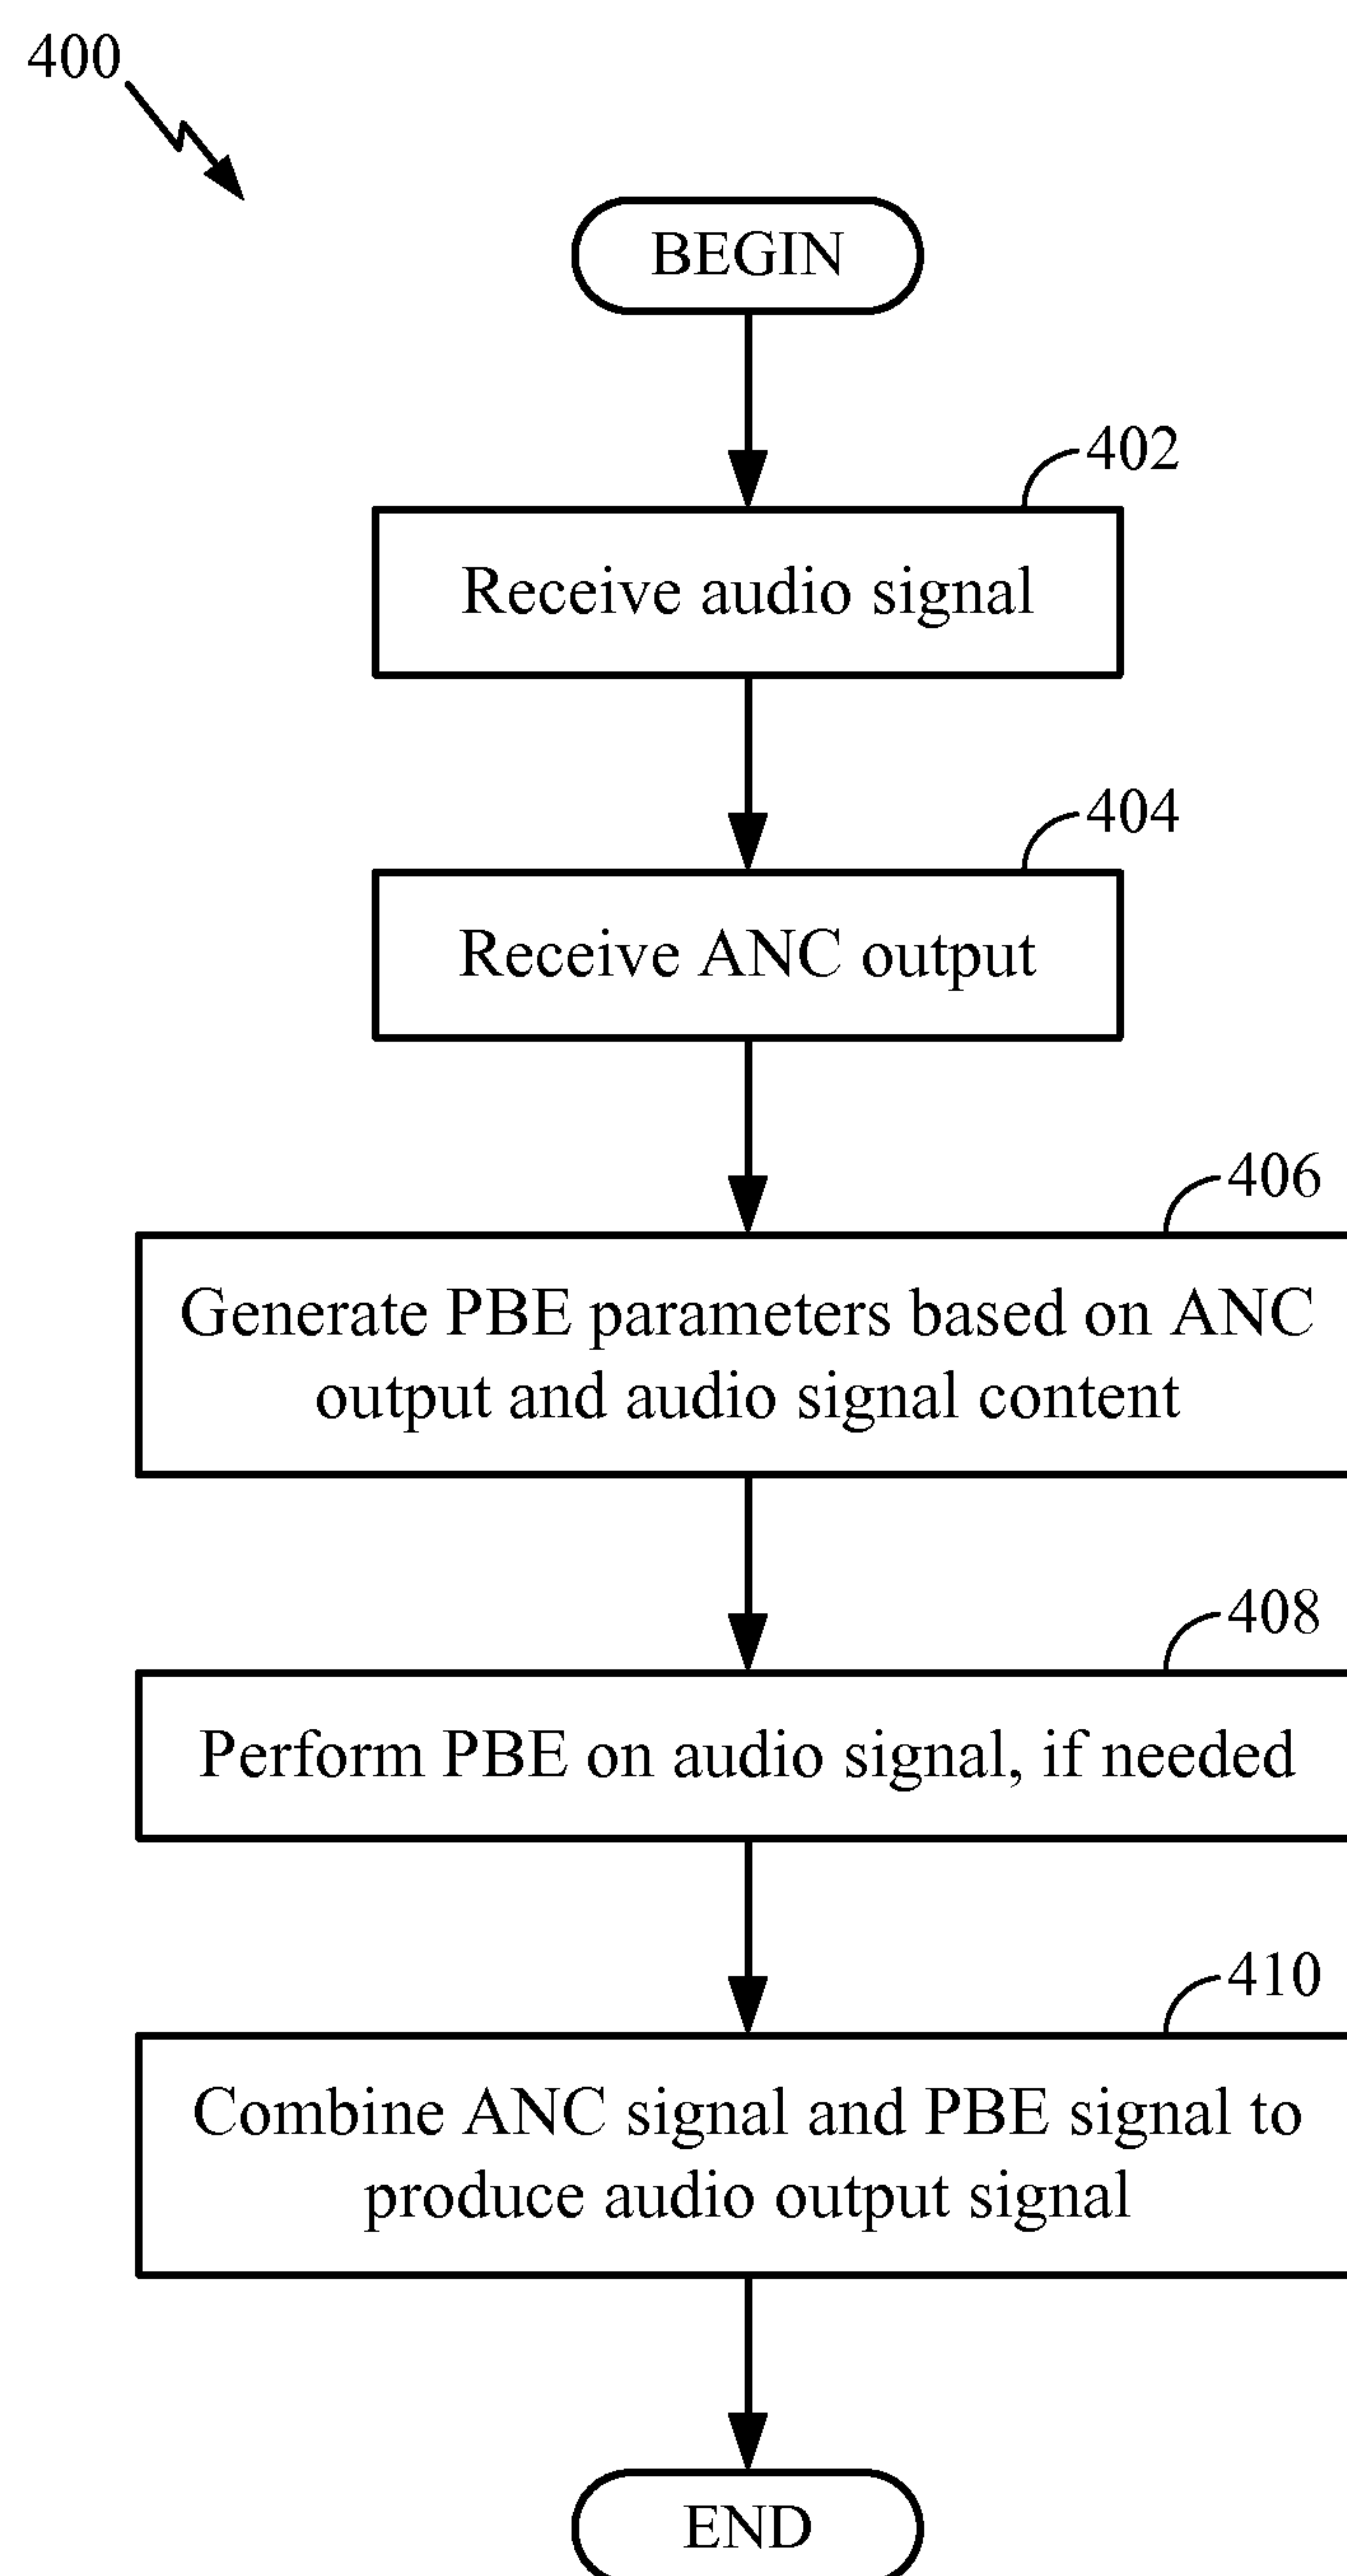 400
BEGIN
402
Receive audio signal
404
Receive ANC output
406
Generate PBE parameters based on ANC
output and audio signal content
408
Perform PBE on audio signal, if needed
410
Combine ANC signal and PBE signal to
produce audio output signal
END